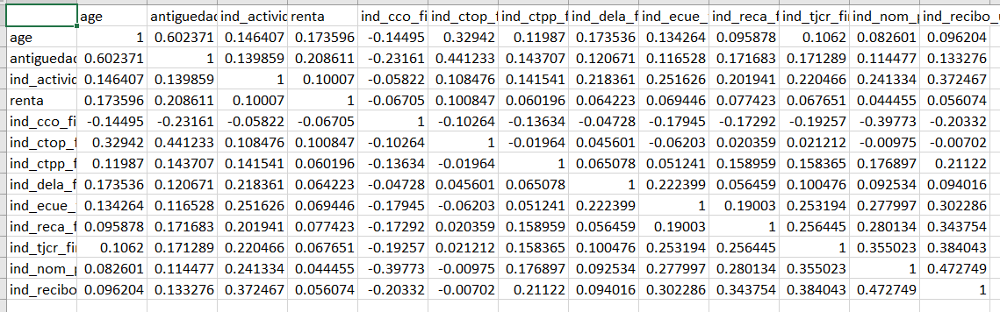 age antiguedad ind_activid renta ind_cco_fi ind_ctop_f ind_ctpp_f ind_dela_f ind_ecue_ ind_reca_f ind_tjcr_fi ind_nom_p ind_recibo_u
age 1 0.602371 0.146407 0.173596 -0.14495 0.32942 0.11987 0.173536 0.134264 0.095878 0.1062 0.082601 0.096204
antiguedad 0.602371 1 0.139859 0.208611 -0.23161 0.441233 0.143707 0.120671 0.116528 0.171683 0.171289 0.114477 0.133276
ind_activid 0.146407 0.139859 1 0.10007 -0.05822 0.108476 0.141541 0.218361 0.251626 0.201941 0.220466 0.241334 0.372467
renta 0.173596 0.208611 0.10007 1 -0.06705 0.100847 0.060196 0.064223 0.069446 0.077423 0.067651 0.044455 0.056074
ind_cco_fi -0.14495 -0.23161 -0.05822 -0.06705 1 -0.10264 -0.13634 -0.04728 -0.17945 -0.17292 -0.19257 -0.39773 -0.20332
ind_ctop_f 0.32942 0.441233 0.108476 0.100847 -0.10264 1 -0.01964 0.045601 -0.06203 0.020359 0.021212 -0.00975 -0.00702
ind_ctpp_f 0.11987 0.143707 0.141541 0.060196 -0.13634 -0.01964 1 0.065078 0.051241 0.158959 0.158365 0.176897 0.21122
ind_dela_f 0.173536 0.120671 0.218361 0.064223 -0.04728 0.045601 0.065078 1 0.222399 0.056459 0.100476 0.092534 0.094016
ind_ecue_ 0.134264 0.116528 0.251626 0.069446 -0.17945 -0.06203 0.051241 0.222399 1 0.19003 0.253194 0.277997 0.302286
ind_reca_f 0.095878 0.171683 0.201941 0.077423 -0.17292 0.020359 0.158959 0.056459 0.19003 1 0.256445 0.280134 0.343754
ind_tjcr_fi 0.1062 0.171289 0.220466 0.067651 -0.19257 0.021212 0.158365 0.100476 0.253194 0.256445 1 0.355023 0.384043
ind_nom_p 0.082601 0.114477 0.241334 0.044455 -0.39773 -0.00975 0.176897 0.092534 0.277997 0.280134 0.355023 1 0.472749
ind_recibo 0.096204 0.133276 0.372467 0.056074 -0.20332 -0.00702 0.21122 0.094016 0.302286 0.343754 0.384043 0.472749 1